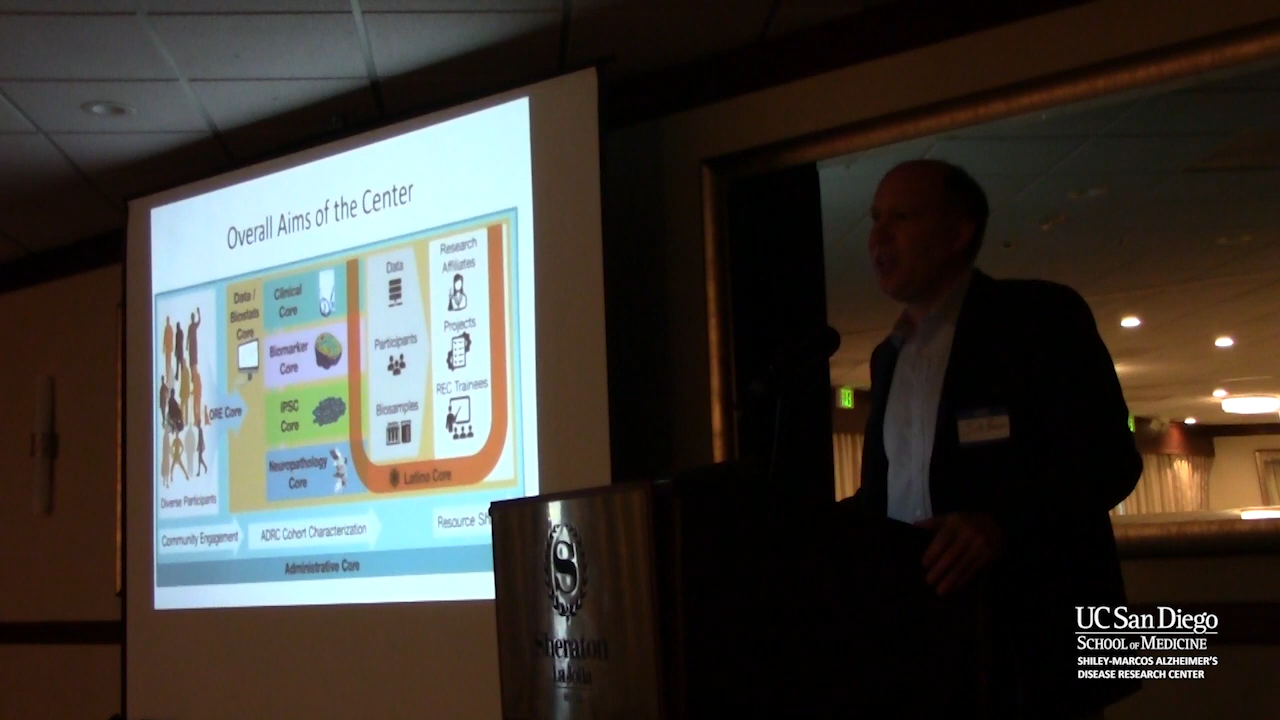 Overall Aims of the Center
Data /
Biostats
Core
Clinical
Core
Biomarker
Core
iPSC
Core
Neuropathology
Core
ORE Core
Diverse Participants
Data
Participants
Biosamples
Research
Affiliates
Projects
REC Trainees
Latino Core
Community Engagement
ADRC Cohort Characterization
Resource
Administrative Core
S
Sheraton
La Jolla
UC San Diego
SCHOOL OF MEDICINE
SHILEY-MARCOS ALZHEIMER'S
DISEASE RESEARCH CENTER